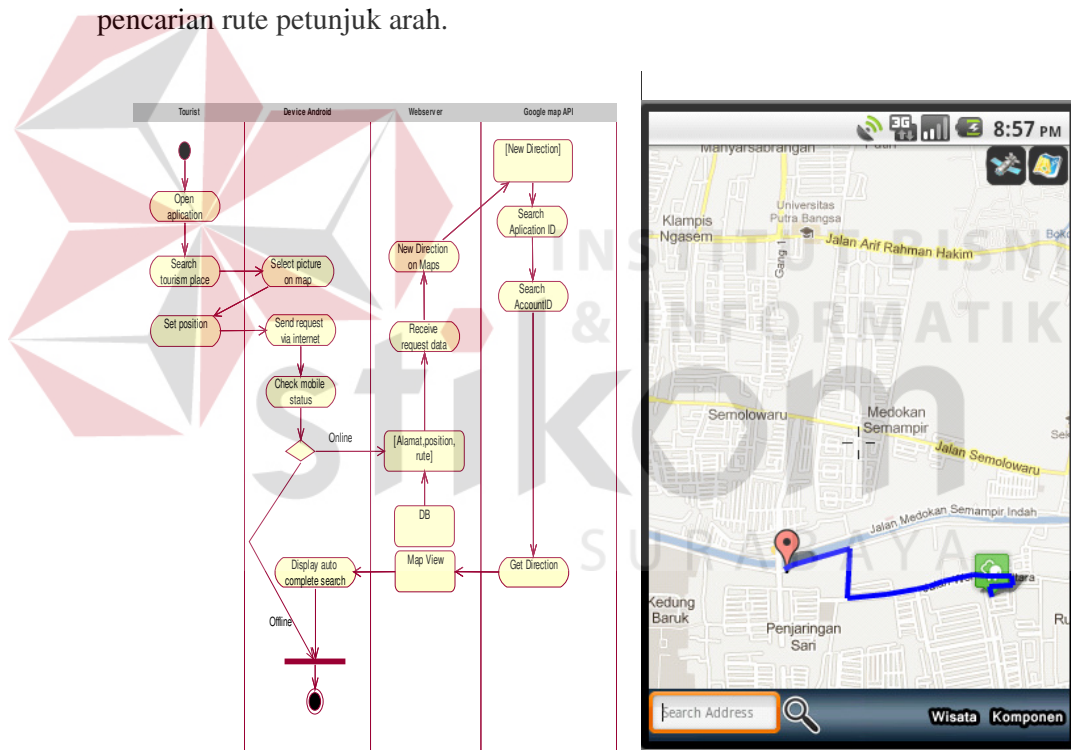 pencarian rute petunjuk arah.
Tourist
Device Android
Webserver
Google map API
Open
aplication
Search
tourism place
Set position
Select picture
on map
Send request
via internet
Check mobile
status
Online
Offline
Display auto
complete search
New Direction
on Maps
Receive
request data
[Alamat,position,
rute]
DB
Map View
[New Direction]
Search
Aplication ID
Search
AccountID
Get Direction
INSTITUT BISNI
& INFORMATIK
stikom
SURABAYA
3G
8:57 PM
Manyarsabrangan
Universitas
Putra Bangsa
Klampis
Ngasem
Gang 1
Jalan Arif Rahman Hakim
Semolowaru
Medokan
Semampir
Jalan Semolowaru
Jalan Medokan Semampir Indah
Kedung
Baruk
Penjaringan
Sari
Search Address
Wisata
Komponen